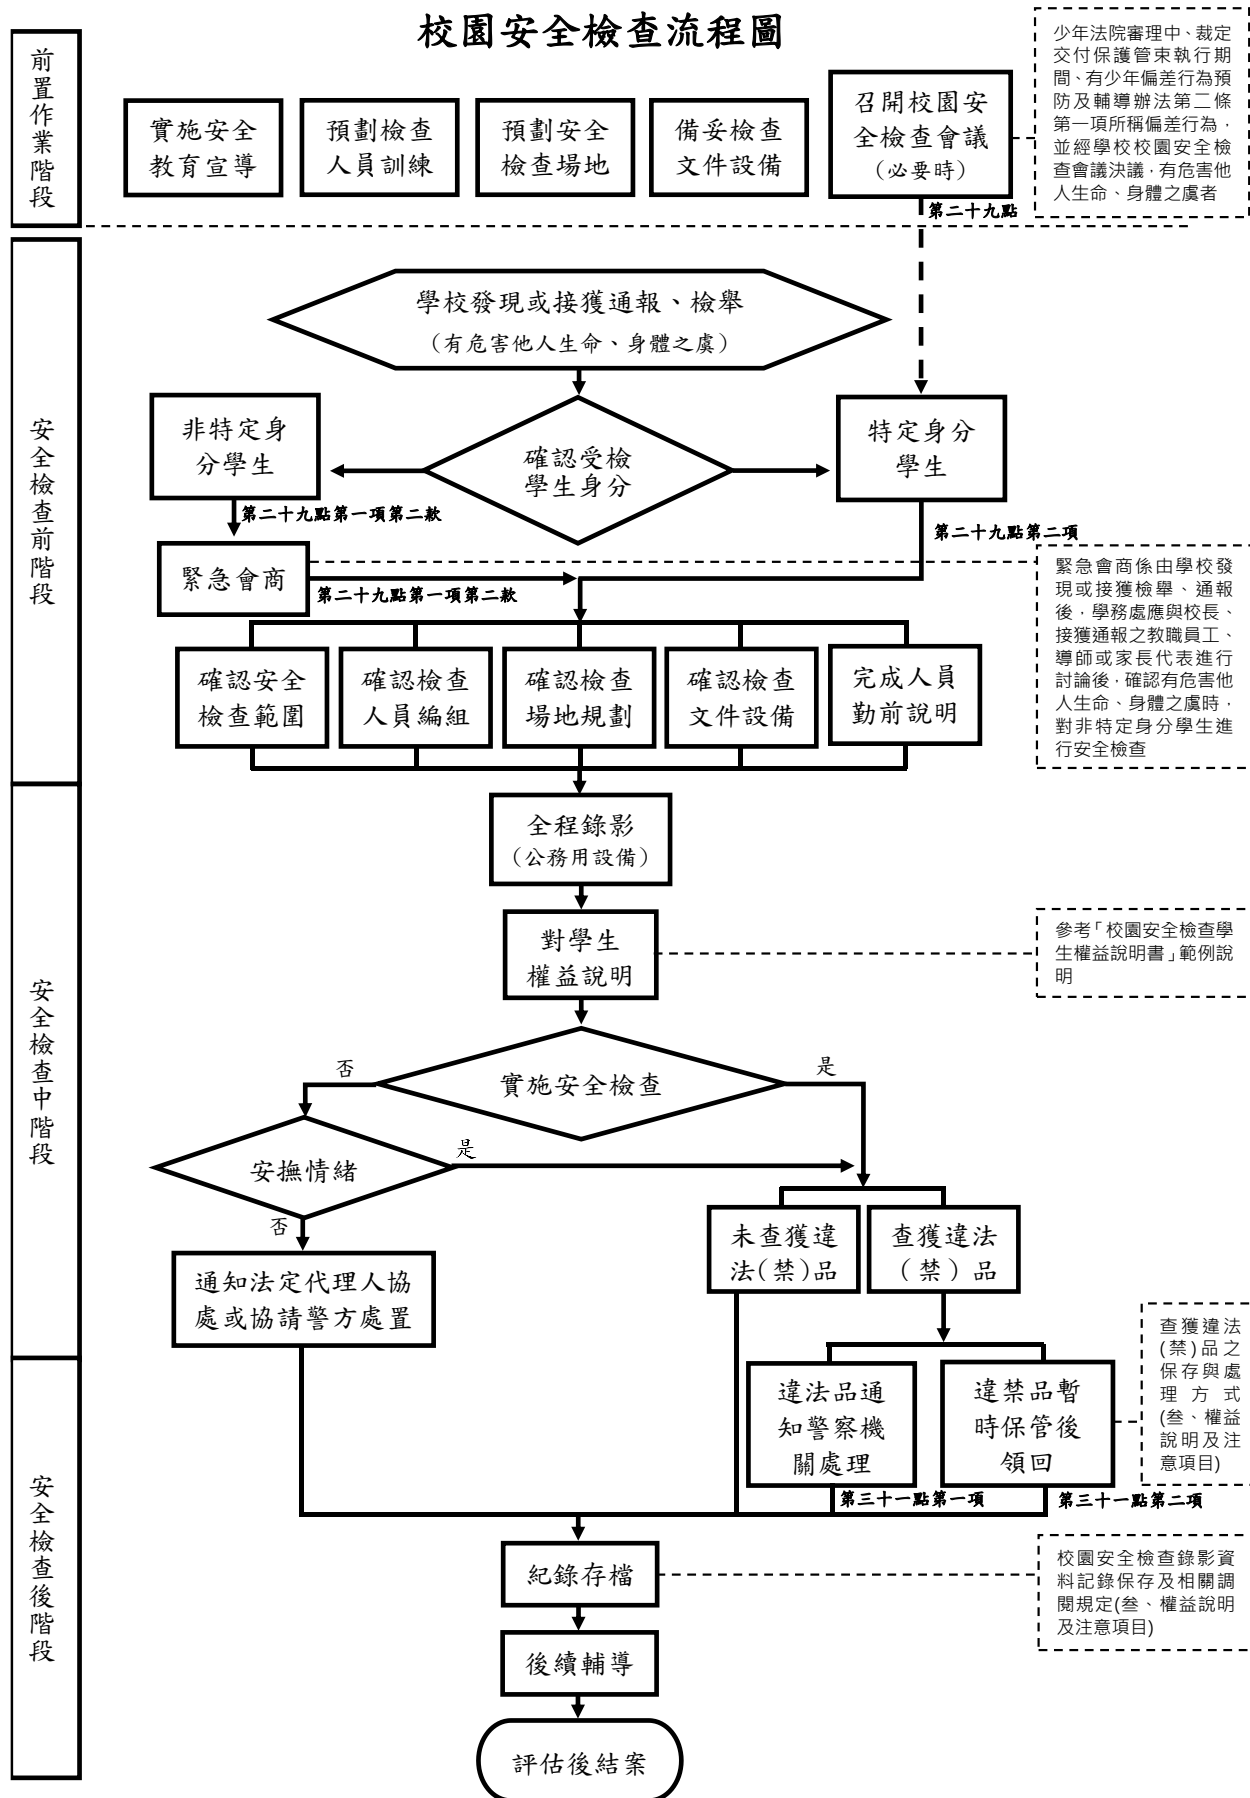 校園安全檢查流程圖
前置作業階段
實施安全
教育宣導
預劃檢查
人員訓練
預劃安全
檢查場地
備妥檢查
文件設備
召開校園安
全檢查會議
(必要時)
第二十九點
少年法院審理中、裁定
交付保護管束執行期
間、有少年偏差行為預
防及輔導辦法第二條
第一項所稱偏差行為，
並經學校校園安全檢
查會議決議，有危害他
人生命、身體之虞者
安全檢查前階段
學校發現或接獲通報、檢舉
(有危害他人生命、身體之虞)
非特定身
分學生
確認受檢
學生身分
特定身分
學生
第二十九點第一項第二款
第二十九點第二項
緊急會商
第二十九點第一項第二款
緊急會商係由學校發
現或接獲檢舉、通報
後，學務處應與校長、
接獲通報之教職員工、
導師或家長代表進行
討論後，確認有危害他
人生命、身體之虞時，
對非特定身分學生進
行安全檢查
確認安全
檢查範圍
確認檢查
人員編組
確認檢查
場地規劃
確認檢查
文件設備
完成人員
勤前說明
安全檢查中階段
全程錄影
(公務用設備)
對學生
權益說明
參考「校園安全檢查學
生權益說明書」範例說
明
實施安全檢查
否
是
安撫情緒
是
否
未查獲違
法(禁)品
查獲違法
(禁)品
通知法定代理人協
處或協請警方處置
查獲違法
(禁)品之
保存與處
理方式
(叁、權益
說明及注
意項目)
安全檢查後階段
違法品通
知警察機
關處理
違禁品暫
時保管後
領回
第三十一點第一項
第三十一點第二項
紀錄存檔
校園安全檢查錄影資
料記錄保存及相關調
閱規定(叁、權益說明
及注意項目)
後續輔導
評估後結案